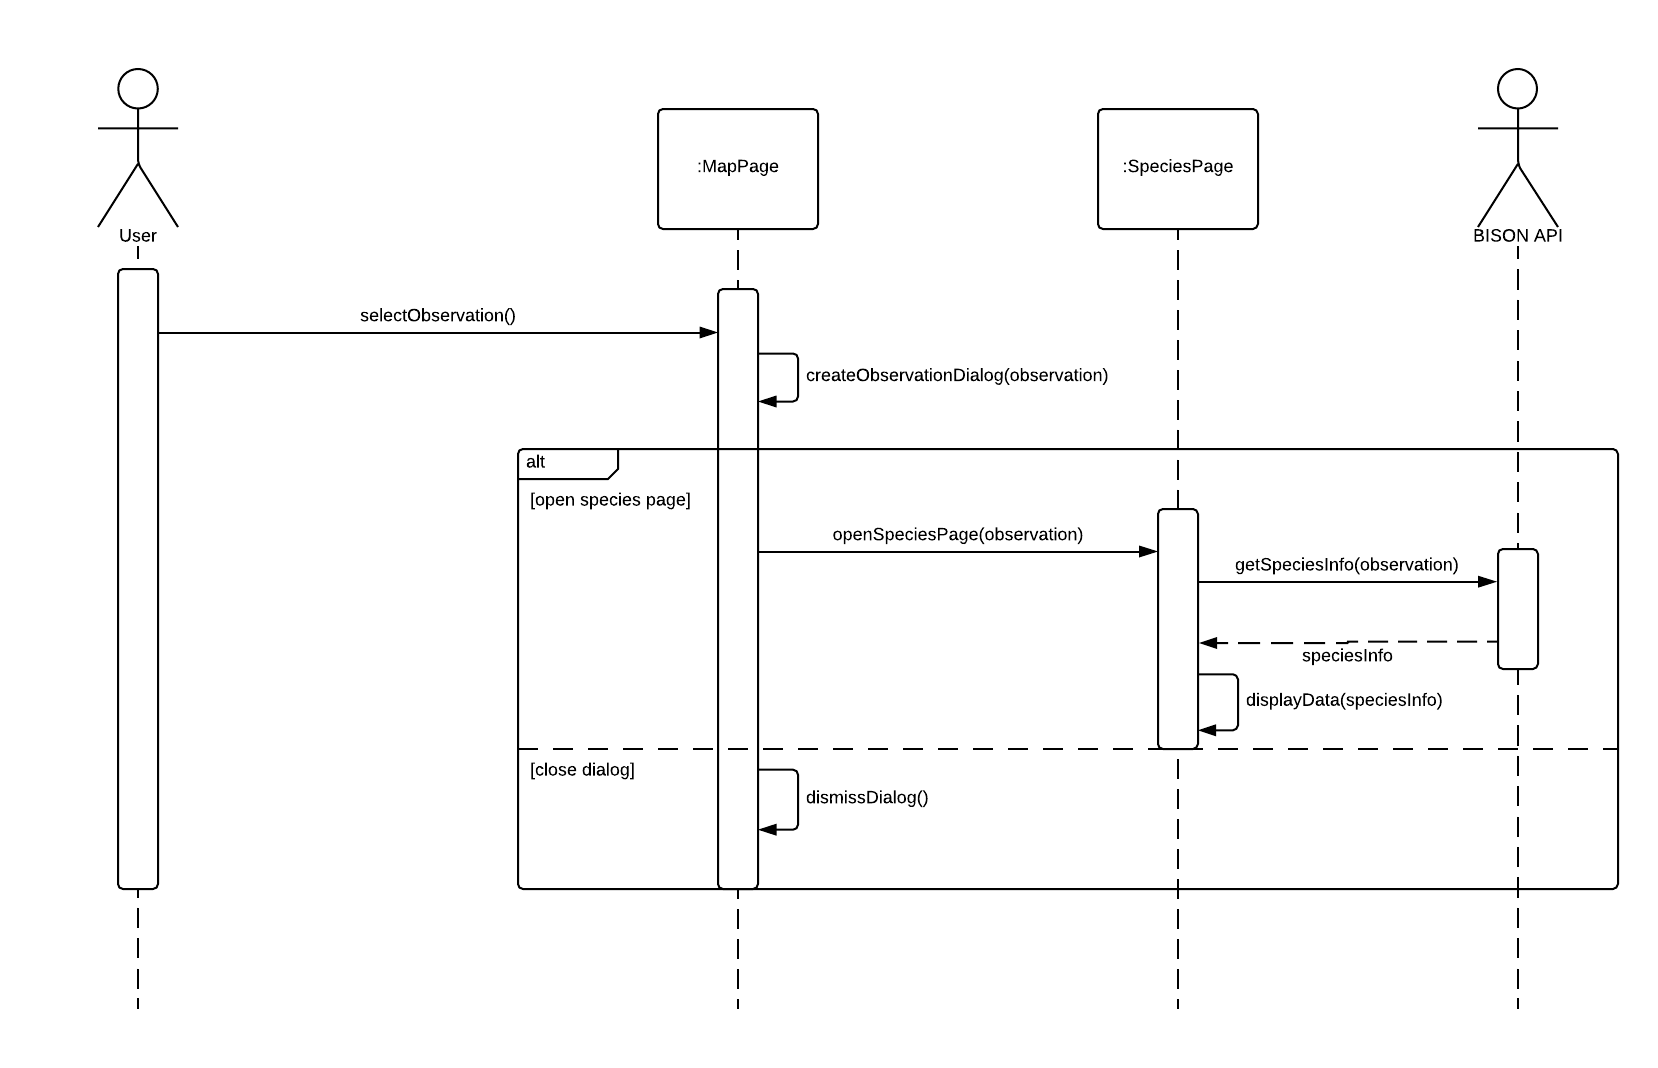 :MapPage
:SpeciesPage
User
BISON API
selectObservation()
createObservationDialog(observation)
alt
[open species page]
openSpeciesPage(observation)
getSpeciesInfo(observation)
speciesInfo
displayData(speciesInfo)
[close dialog]
dismissDialog()